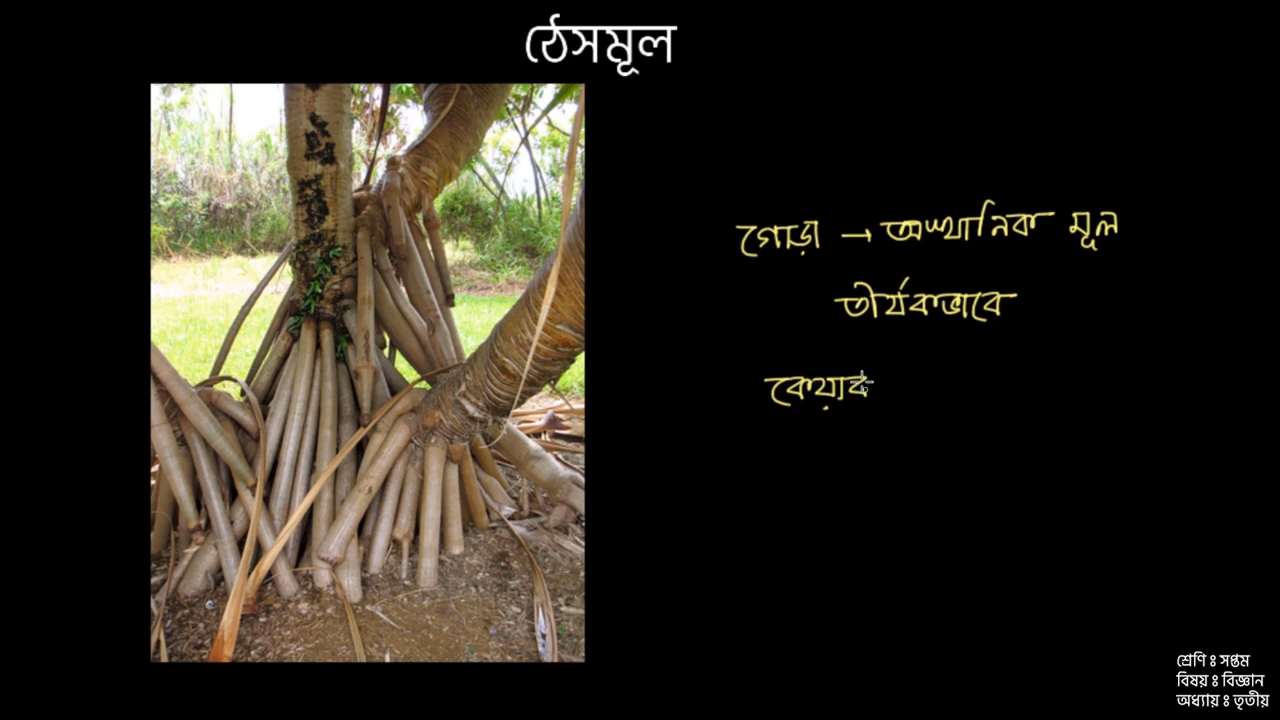 ঠেসমূল
গোড়া → অস্থানিক মূল
তীর্যকভাবে
কেয়াক
শ্রেণি ঃ সপ্তম
বিষয় ঃ বিজ্ঞান
অধ্যায় ঃ তৃতীয়